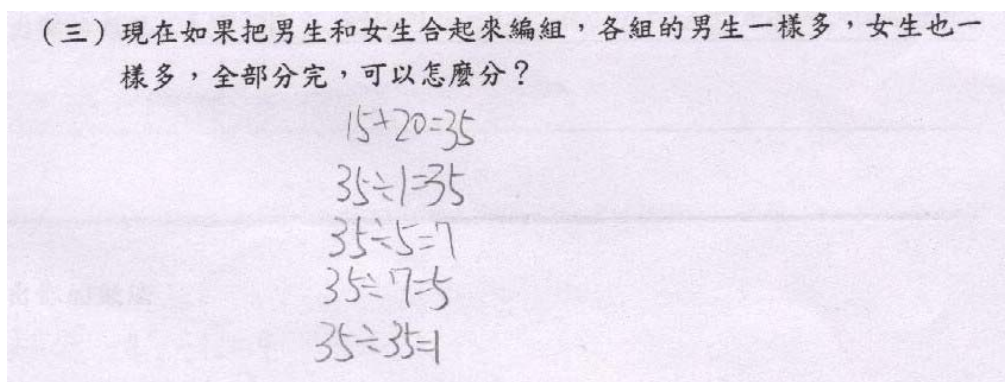 (三)現在如果把男生和女生合起來編組,各組的男生一樣多,女生也一
樣多,全部分完,可以怎麼分?
15+20=35
35÷1=35
35÷5=7
35÷7=5
35÷35=1